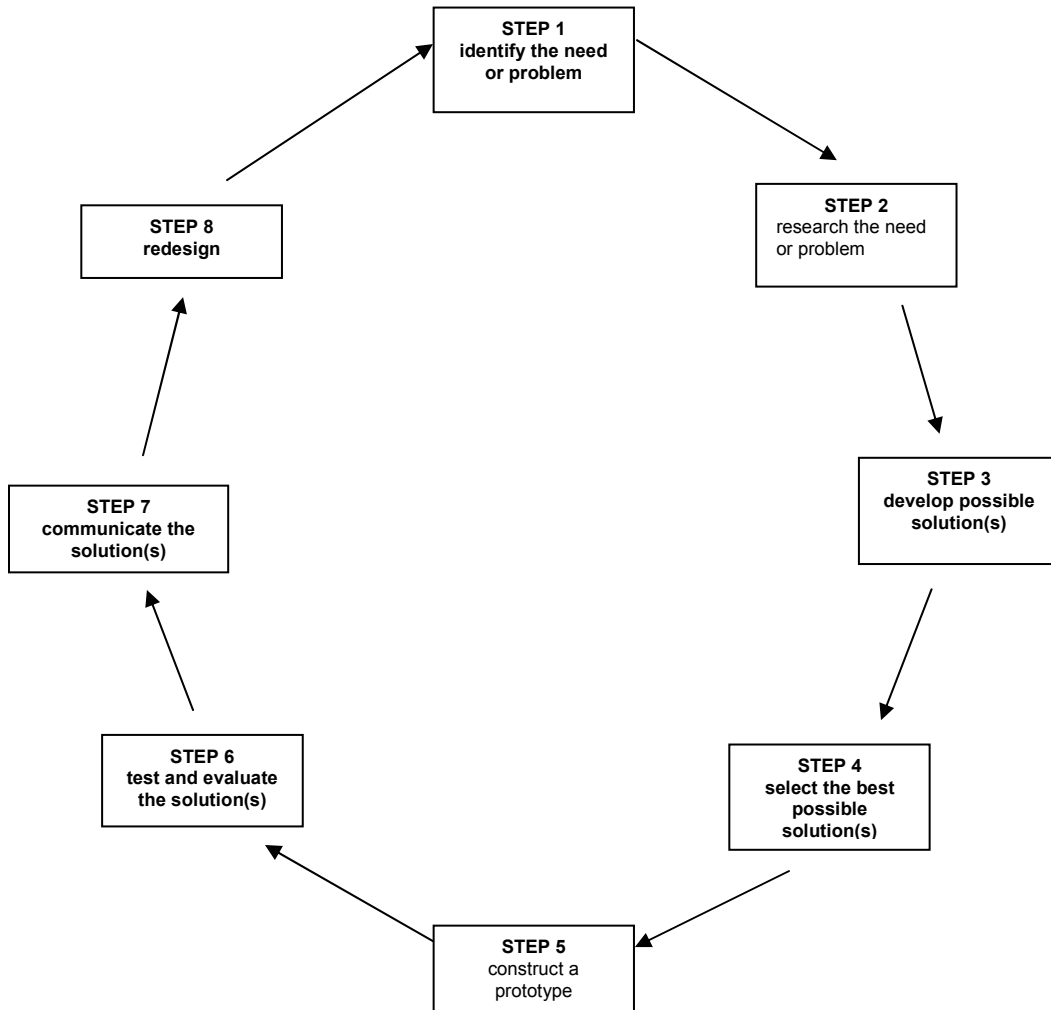 STEP 1
identify the need
or problem
STEP 2
research the need
or problem
STEP 3
develop possible
solution(s)
STEP 4
select the best
possible
solution(s)
STEP 5
construct a
prototype
STEP 6
test and evaluate
the solution(s)
STEP 7
communicate the
solution(s)
STEP 8
redesign